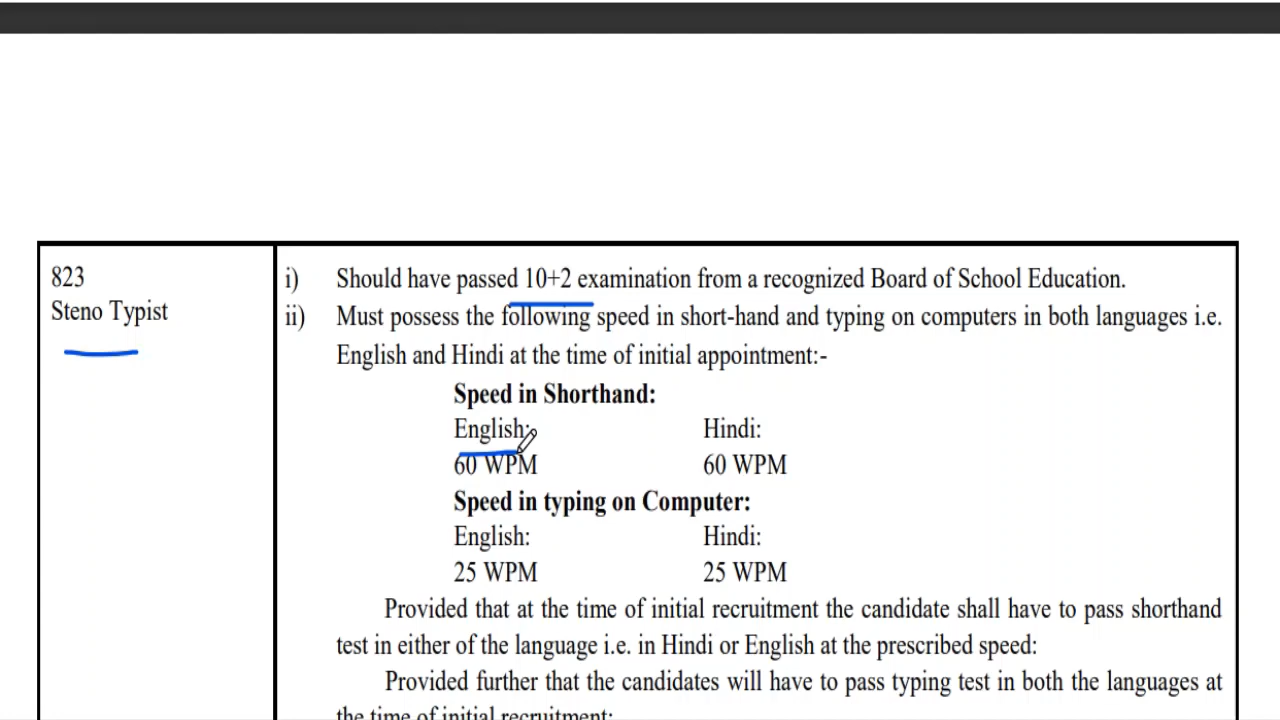 823
Steno Typist
i) Should have passed 10+2 examination from a recognized Board of School Education.
ii) Must possess the following speed in short-hand and typing on computers in both languages i.e.
English and Hindi at the time of initial appointment:-
Speed in Shorthand:
English: Hindi:
60 WPM 60 WPM
Speed in typing on Computer:
English: Hindi:
25 WPM 25 WPM
Provided that at the time of initial recruitment the candidate shall have to pass shorthand
test in either of the language i.e. in Hindi or English at the prescribed speed:
Provided further that the candidates will have to pass typing test in both the languages at
the time of initial recruitment: